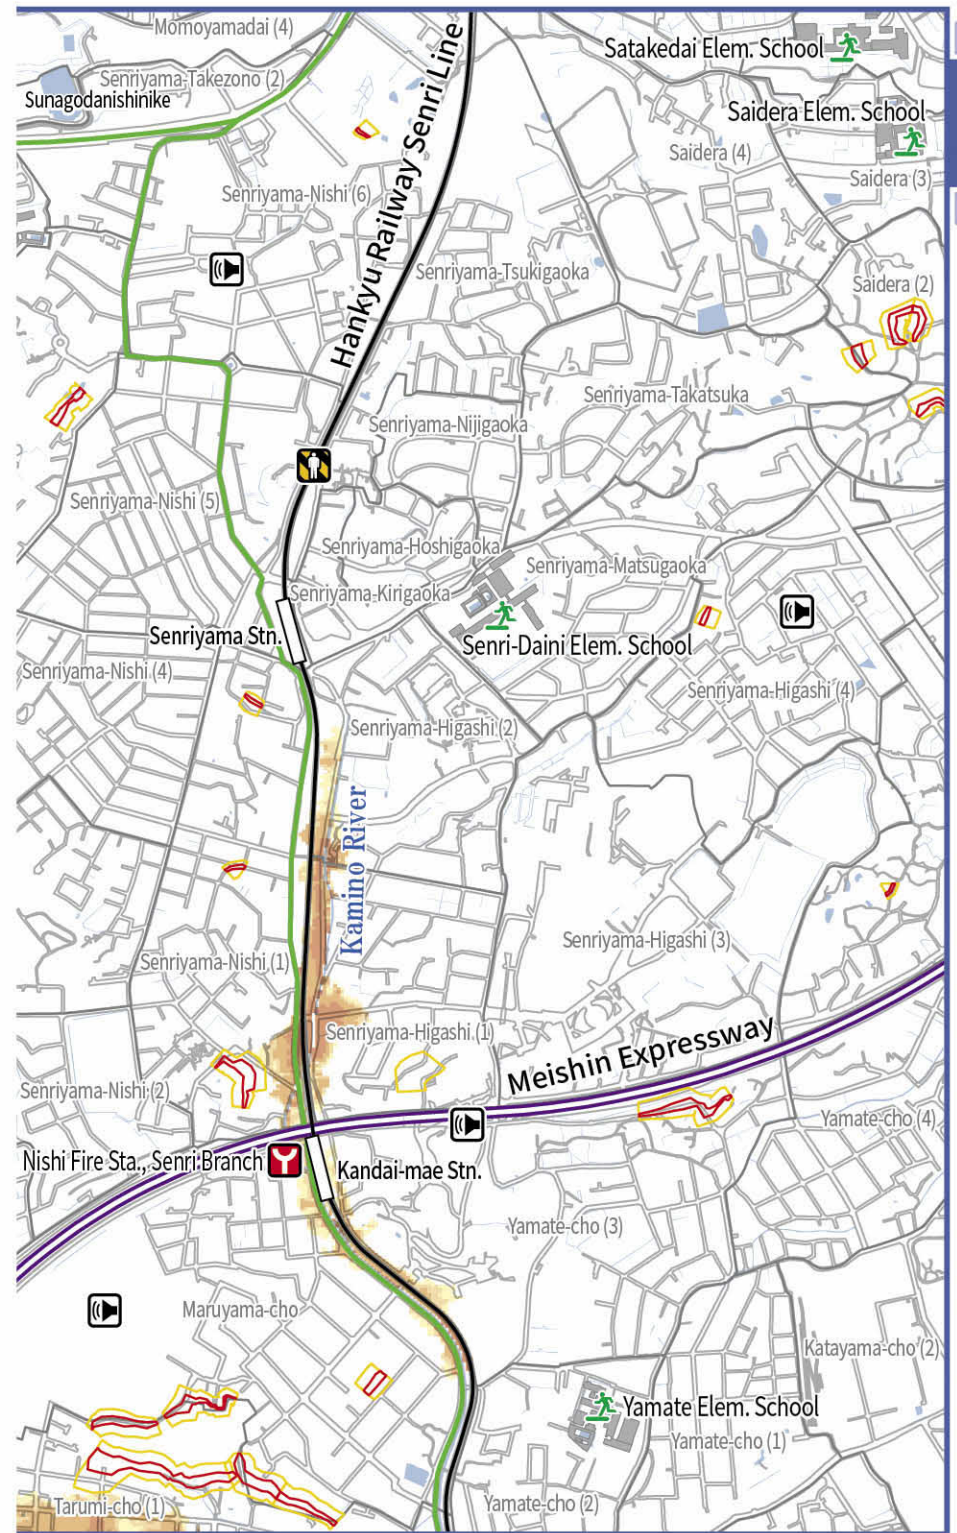 Momoyamadai (4)
Satakedai Elem. School
Senriyama-Takezono (2)
Sunagodanishinike
Saidera Elem. School
Saidera (4)
Saidera (3)
Hankyu Railway Senri Line
Senriyama-Nishi (6)
Senriyama-Tsukigaoka
Saidera (2)
Senriyama-Takatsuka
Senriyama-Nijigaoka
Senriyama-Nishi (5)
Senriyama-Hoshigaoka
Senriyama-Matsugaoka
Senriyama-Kirigaoka
Senriyama Stn.
Senri-Daini Elem. School
Senriyama-Nishi (4)
Senriyama-Higashi (4)
Senriyama-Higashi (2)
Kamino River
Senriyama-Higashi (3)
Senriyama-Nishi (1)
Senriyama-Higashi (1)
Meishin Expressway
Senriyama-Nishi (2)
Yamate-cho (4)
Nishi Fire Sta., Senri Branch
Kandai-mae Stn.
Yamate-cho (3)
Maruyama-cho
Katayama-cho (2)
Yamate Elem. School
Yamate-cho (1)
Tarumi-cho (1)
Yamate-cho (2)